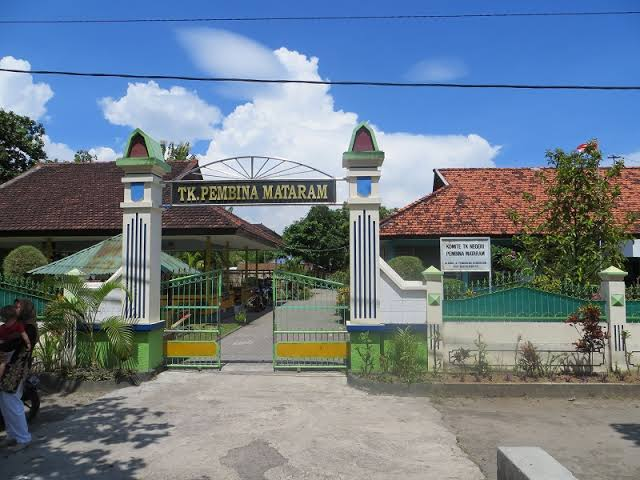 TK. PEMBINA MATARAM
KOMITE TK NEGERI
PEMBINA MATARAM